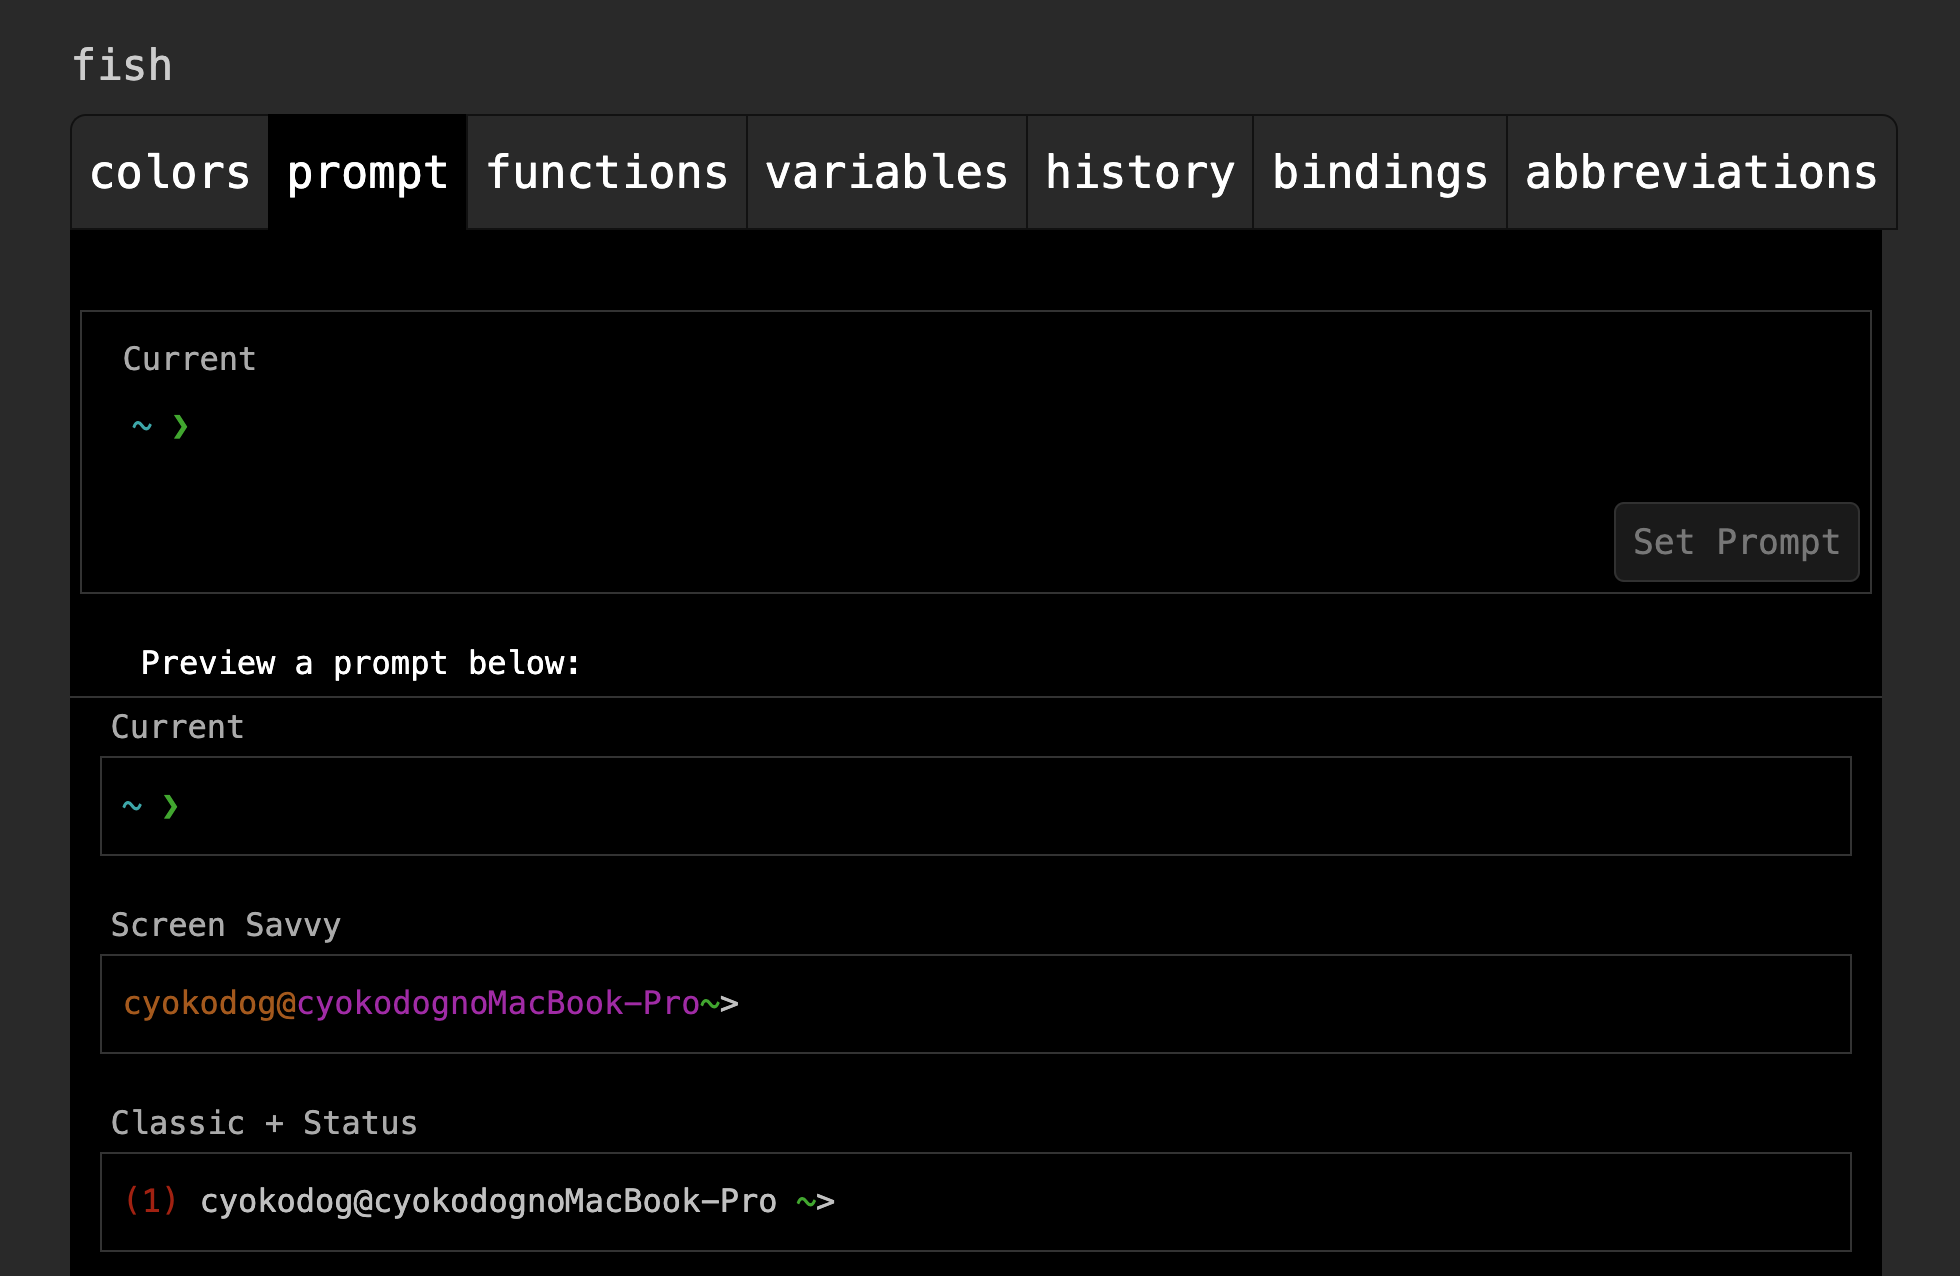 fish
colors prompt functions variables history bindings abbreviations
Current
~ ❯
Set Prompt
Preview a prompt below:
Current
~ ❯
Screen Savvy
cyokodog@cyokodognoMacBook-Pro~>
Classic + Status
(1) cyokodog@cyokodognoMacBook-Pro ~>